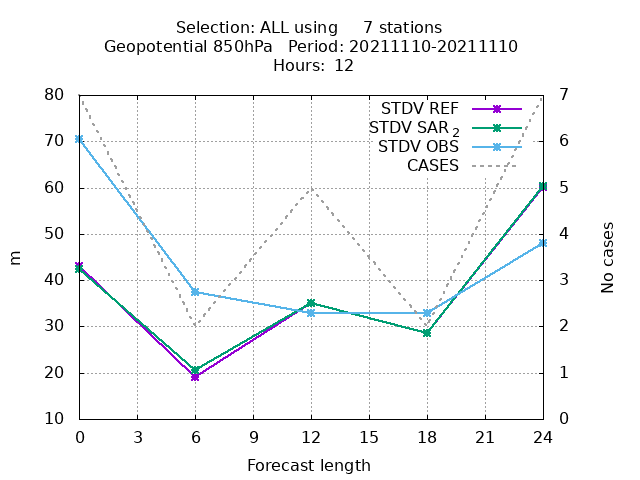 Selection: ALL using     7 stations
Geopotential 850hPa   Period: 20211110-20211110
Hours: 12
80
70
60
50
40
30
20
10
m
7
6
5
4
3
2
1
0
No cases
STDV REF
STDV SAR 2
STDV OBS
CASES
0 3 6 9 12 15 18 21 24
Forecast length